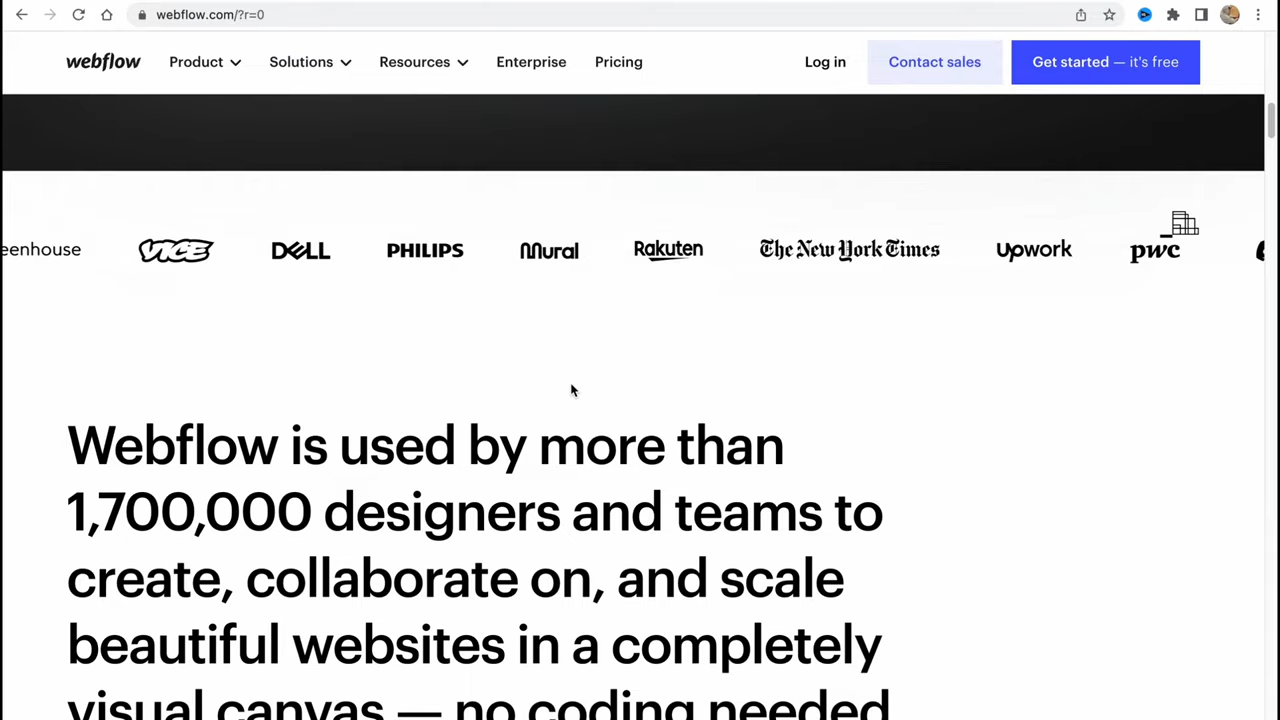 webflow.com/?r=0
webflow Product Solutions Resources Enterprise Pricing Log in Contact sales Get started — it's free
eenhouse VICE DELL PHILIPS Mural Rakuten The New York Times upwork pwc
Webflow is used by more than
1,700,000 designers and teams to
create, collaborate on, and scale
beautiful websites in a completely
visual canvas — no coding needed